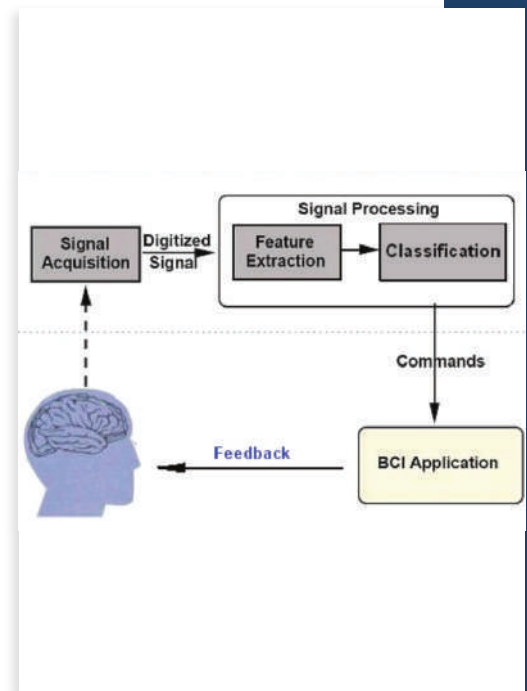 Signal Processing
Signal
Acquisition
Digitized
Signal
Feature
Extraction
Classification
Commands
BCI Application
Feedback